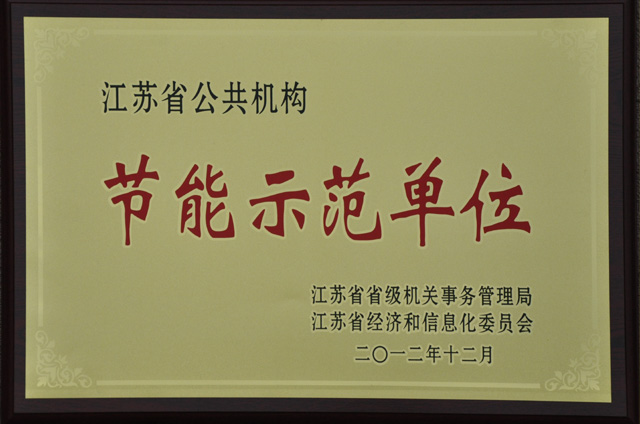 江苏省公共机构
节能示范单位
江苏省省级机关事务管理局
江苏省经济和信息化委员会
二〇一二年十二月